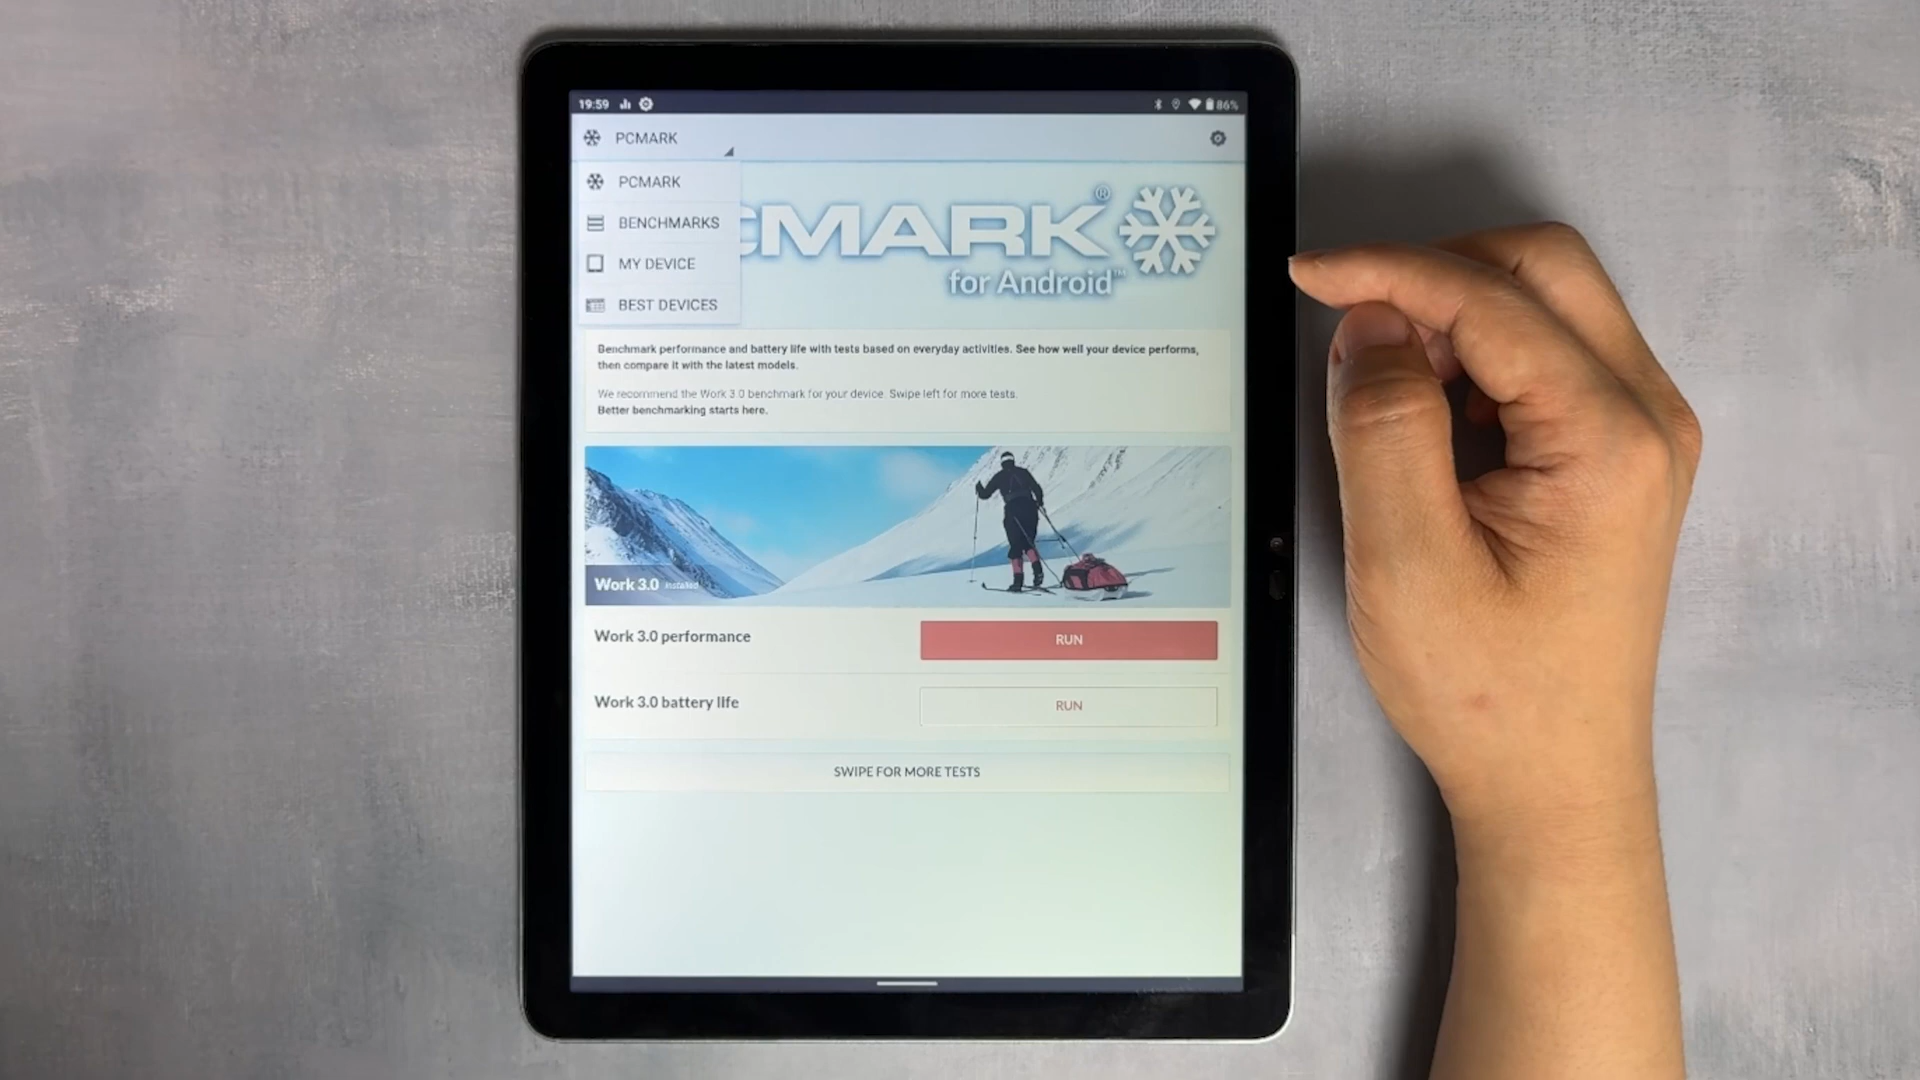 19:59
86%
PCMARK
PCMARK
BENCHMARKS
MY DEVICE
BEST DEVICES
CMARK®
for Android™
Benchmark performance and battery life with tests based on everyday activities. See how well your device performs,
then compare it with the latest models.
We recommend the Work 3.0 benchmark for your device. Swipe left for more tests.
Better benchmarking starts here.
Work 3.0 installed
Work 3.0 performance
RUN
Work 3.0 battery life
RUN
SWIPE FOR MORE TESTS